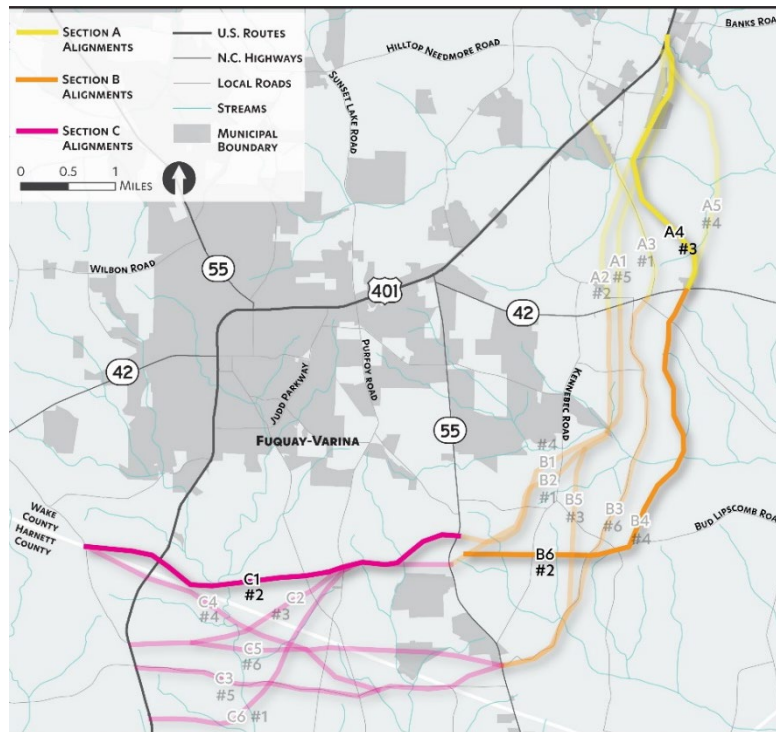 SECTION A
ALIGNMENTS
SECTION B
ALIGNMENTS
SECTION C
ALIGNMENTS
0 0.5 1
MILES
U.S. ROUTES
N.C. HIGHWAYS
LOCAL ROADS
STREAMS
MUNICIPAL
BOUNDARY
BANKS ROAD
HILLTOP NEEDMORE ROAD
SUNSET LAKE ROAD
WILBON ROAD
55
401
42
A5
#4
A4
#3
A3
#1
A1
#5
A2
#2
42
JUDD PARKWAY
PURFOY ROAD
KENNEBEC ROAD
FUQUAY-VARINA
55
#4
B1
B2
#1
B5
#3
B3
#6
B4
#4
BUD LIPSCOMB ROA
B6
#2
WAKE
COUNTY
HARNETT
COUNTY
C1
#2
C4
#4
C2
#3
C5
#6
C3
#5
C6 #1